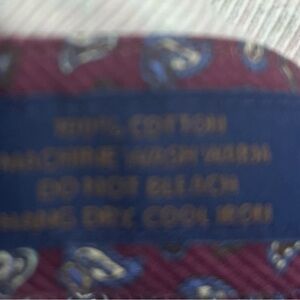 100% COTTON
MACHINE WASH WARM
DO NOT BLEACH
HANG DRY COOL IRON